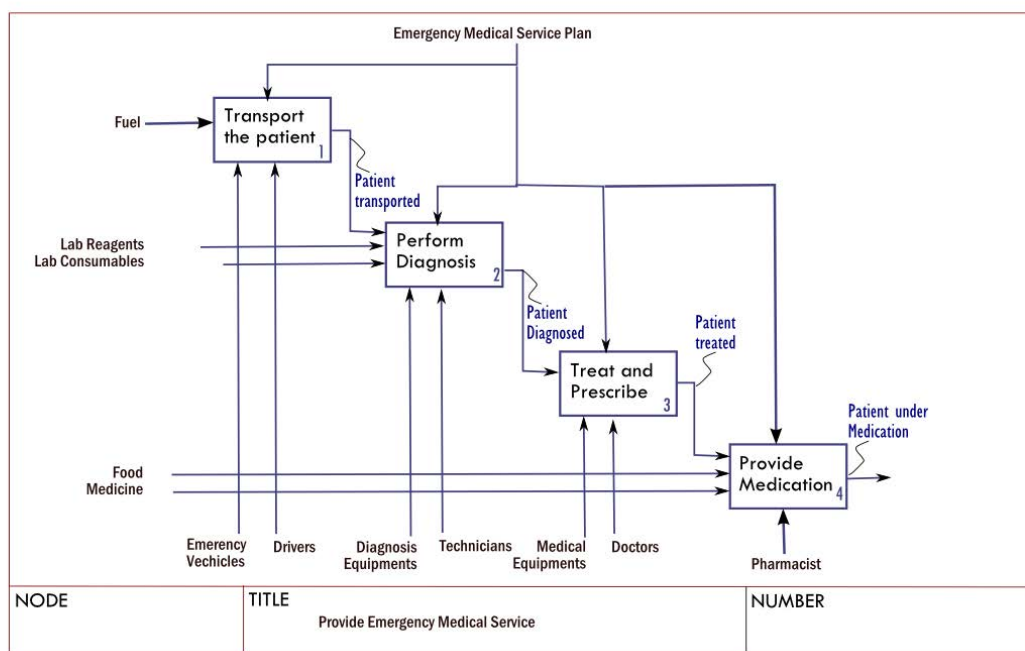 Emergency Medical Service Plan
Transport
the patient
1
Fuel
Patient
transported
Perform
Diagnosis
2
Lab Reagents
Lab Consumables
Patient
Diagnosed
Patient
treated
Treat and
Prescribe
3
Patient under
Medication
Provide
Medication
4
Food
Medicine
Emerency
Vechicles
Drivers
Diagnosis
Equipments
Technicians
Medical
Equipments
Doctors
Pharmacist
NODE
TITLE
Provide Emergency Medical Service
NUMBER